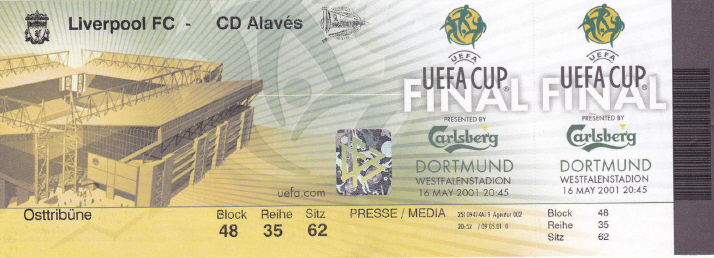 Liverpool FC - CD Alavés
UEFA
UEFA CUP
FINAL
PRESENTED BY
Carlsberg
DORTMUND
WESTFALENSTADION
16 MAY 2001 20:45
UEFA
UEFA CUP
FINAL
PRESENTED BY
Carlsberg
DORTMUND
WESTFALENSTADION
16 MAY 2001 20:45
uefa.com
Osttribüne
Block Reihe Sitz
48 35 62
PRESSE / MEDIA
Agentur 002
Block 48
Reihe 35
Sitz 62